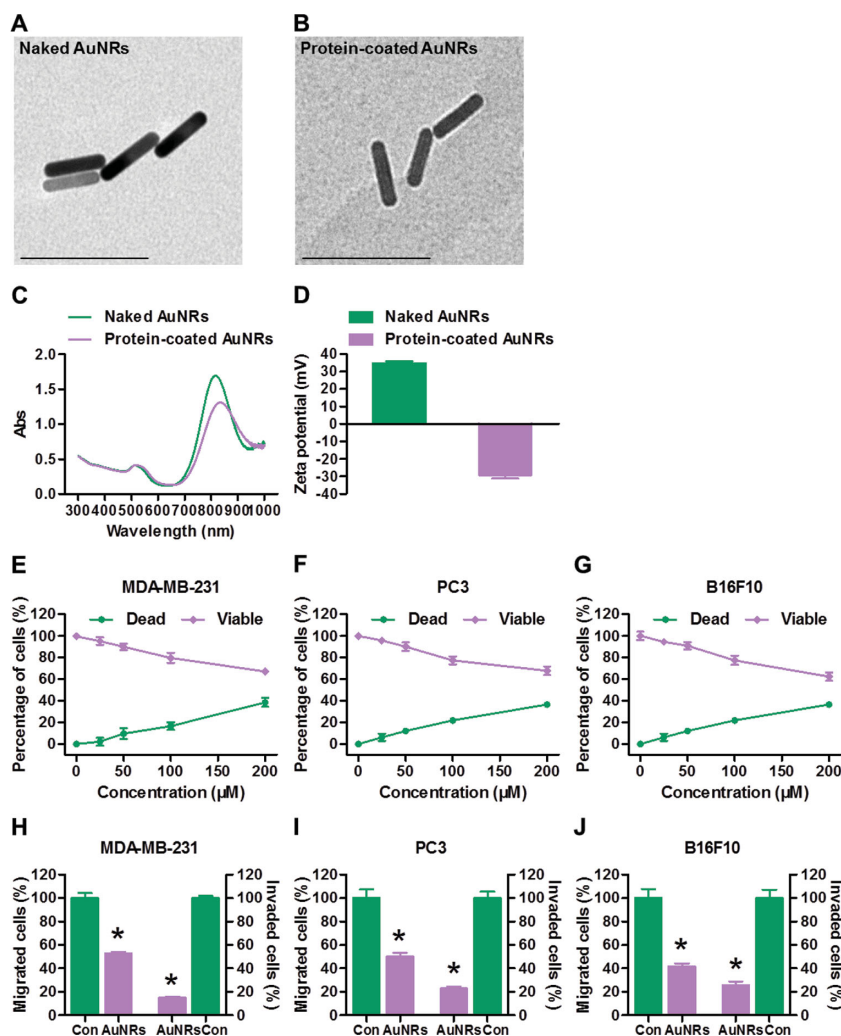 A
B
Naked AuNRs
Protein-coated AuNRs
C
Naked AuNRs
Protein-coated AuNRs
2.0
1.5
1.0
0.5
0.0
Abs
300 400 500 600 700 800 900 1000
Wavelength (nm)
D
Naked AuNRs
Protein-coated AuNRs
40
30
20
10
0
-10
-20
-30
-40
Zeta potential (mV)
E
MDA-MB-231
Dead
Viable
120
100
80
60
40
20
0
Percentage of cells (%)
0 50 100 150 200
Concentration (µM)
F
PC3
Dead
Viable
120
100
80
60
40
20
0
Percentage of cells (%)
0 50 100 150 200
Concentration (µM)
G
B16F10
Dead
Viable
120
100
80
60
40
20
0
Percentage of cells (%)
0 50 100 150 200
Concentration (µM)
H
MDA-MB-231
120
100
80
60
40
20
0
Migrated cells (%)
*
*
Con AuNRs AuNRs Con
120
100
80
60
40
20
0
Invaded cells (%)
I
PC3
120
100
80
60
40
20
0
Migrated cells (%)
*
*
Con AuNRs AuNRs Con
120
100
80
60
40
20
0
Invaded cells (%)
J
B16F10
120
100
80
60
40
20
0
Migrated cells (%)
*
*
Con AuNRs AuNRs Con
120
100
80
60
40
20
0
Invaded cells (%)